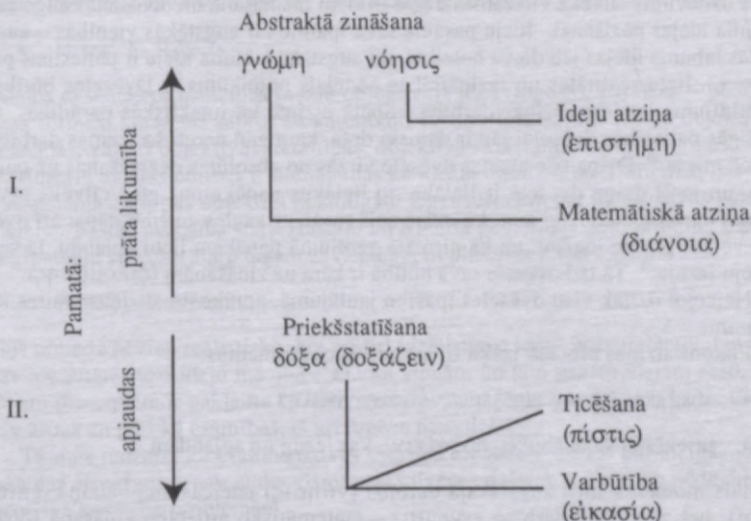 Abstraktā zināšana
γνώμη νόησις
Ideju atziņa
(ἐπιστήμη)
I.
Pamatā:
prāta likumība
Matemātiskā atziņa
(διάνοια)
Priekšstatīšana
δόξα (δοξάζειν)
II.
apjaudas
Ticēšana
(πίστις)
Varbūtība
(εἰκασία)